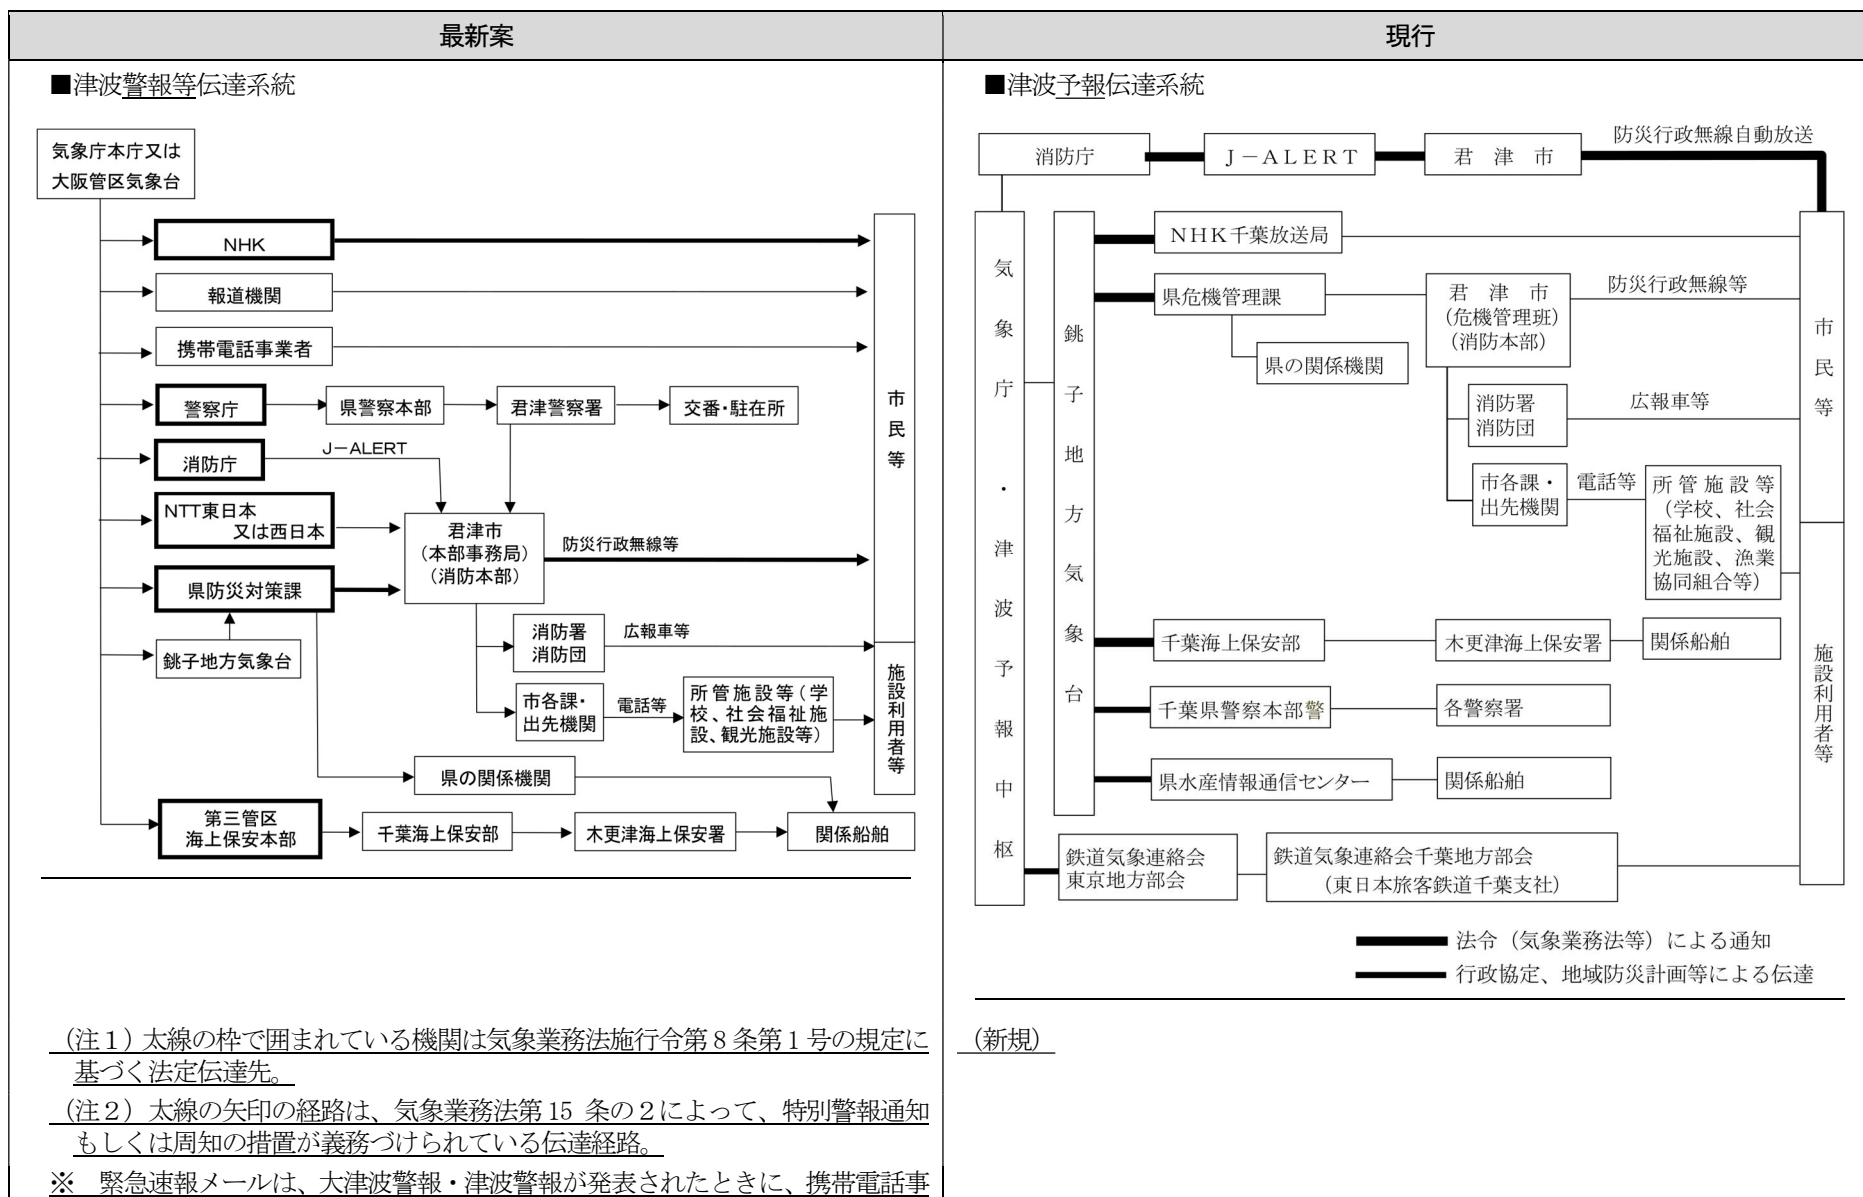 最新案
■津波警報等伝達系統
気象庁本庁又は
大阪管区気象台
NHK
報道機関
携帯電話事業者
警察庁
県警察本部
君津警察署
交番・駐在所
消防庁
J-ALERT
NTT東日本
又は西日本
君津市
(本部事務局)
(消防本部)
防災行政無線等
県防災対策課
銚子地方気象台
消防署
消防団
広報車等
市各課・
出先機関
電話等
所管施設等(学
校、社会福祉施
設、観光施設等)
県の関係機関
第三管区
海上保安本部
千葉海上保安部
木更津海上保安署
関係船舶
市民等
施設利用者等
(注1)太線の枠で囲まれている機関は気象業務法施行令第8条第1号の規定に
基づく法定伝達先。
(注2) 太線の矢印の経路は、気象業務法第15 条の2によって、特別警報通知
もしくは周知の措置が義務づけられている伝達経路。
※ 緊急速報メールは、大津波警報・津波警報が発表されたときに、携帯電話事
現行
■津波予報伝達系統
消防庁
J-ALERT
君 津 市
防災行政無線自動放送
気象庁・津波予報中枢
銚子地方気象台
NHK千葉放送局
県危機管理課
県の関係機関
君 津 市
(危機管理班)
(消防本部)
防災行政無線等
消防署
消防団
広報車等
市各課・
出先機関
電話等
所管施設等
(学校、社会
福祉施設、観
光施設、漁業
協同組合等)
千葉海上保安部
木更津海上保安署
関係船舶
千葉県警察本部警
各警察署
県水産情報通信センター
関係船舶
鉄道気象連絡会
東京地方部会
鉄道気象連絡会千葉地方部会
(東日本旅客鉄道千葉支社)
市民等
施設利用者等
法令(気象業務法等)による通知
行政協定、地域防災計画等による伝達
(新規)